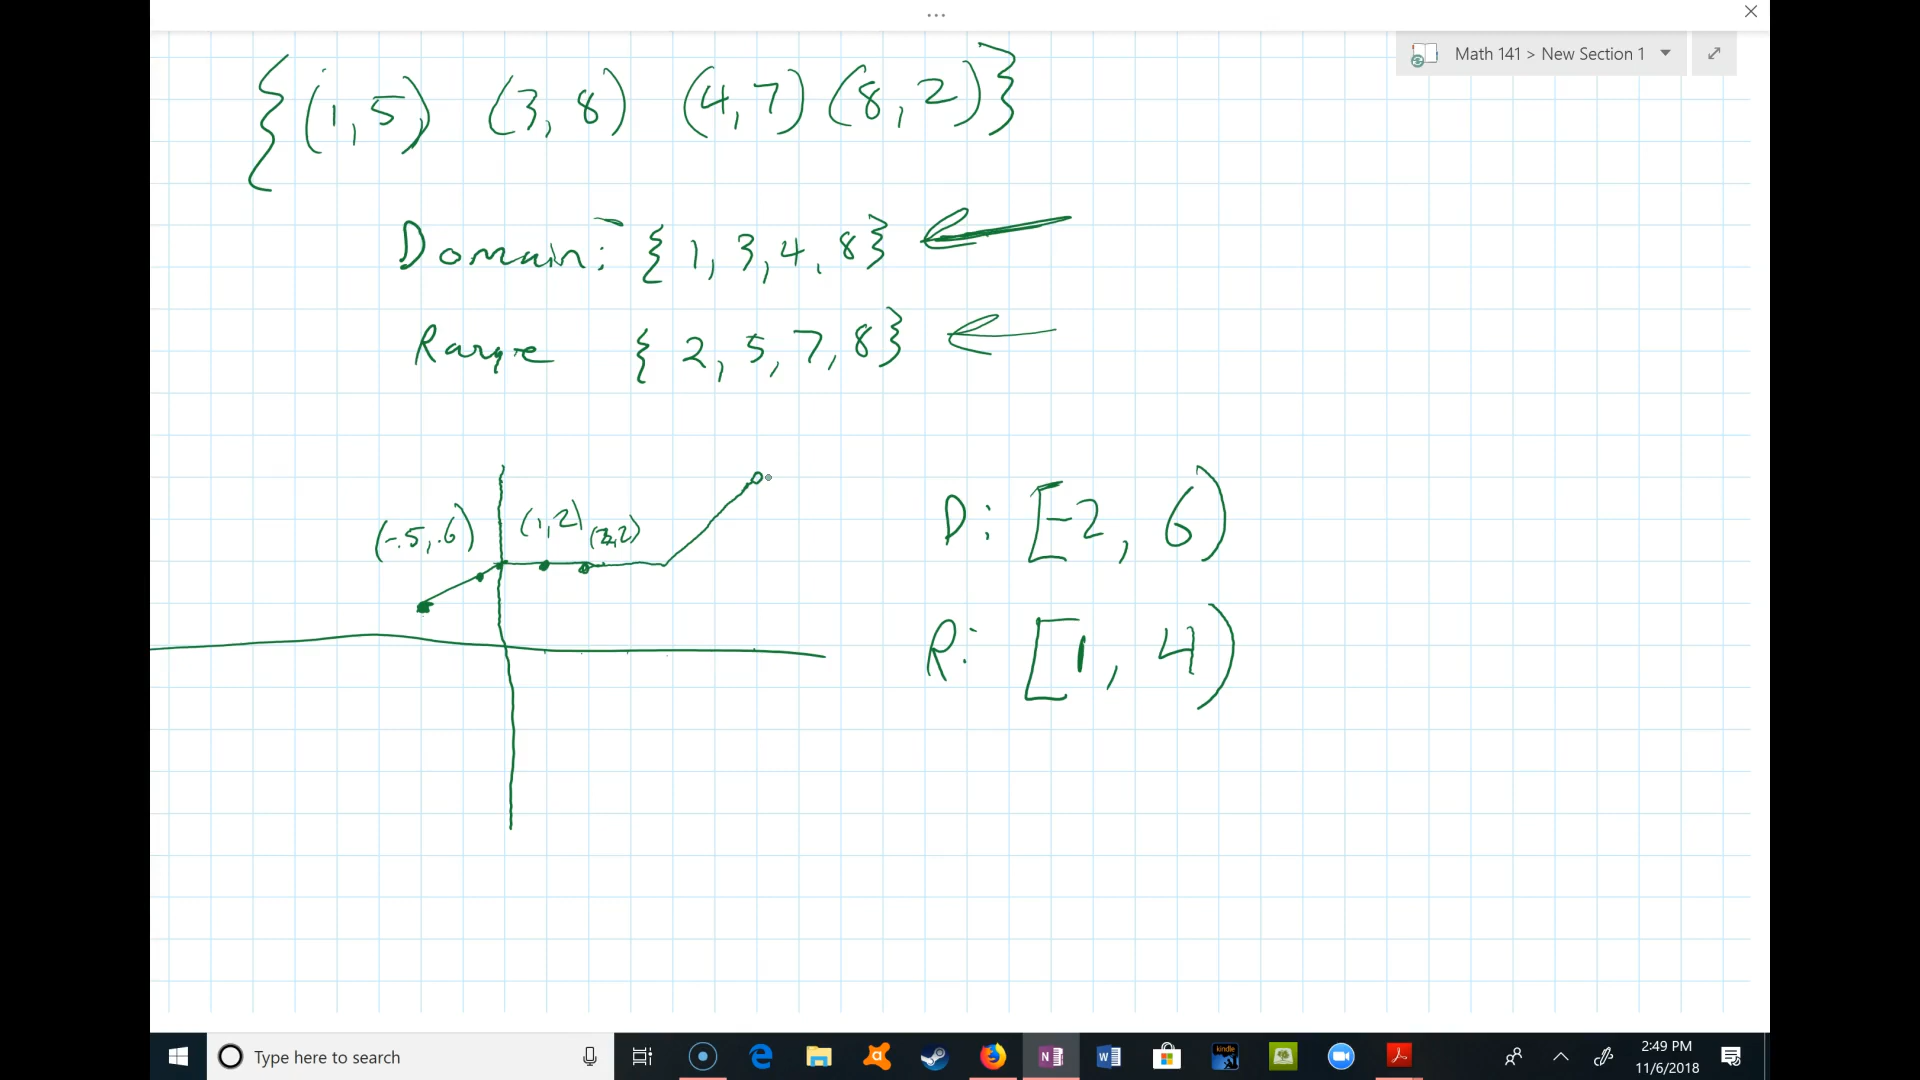 ...
Math 141 > New Section 1
{(1,5) (3,8) (4,7) (8,2)}
Domain: {1,3,4,8}
Range {2,5,7,8}
(-.5,.6) (1,2)
D: [-2, 6)
R: [1, 4)
Type here to search
kindle
2:49 PM
11/6/2018